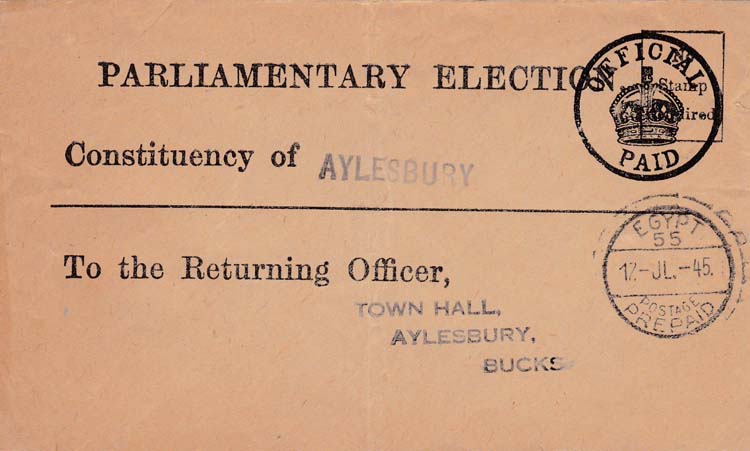 PARLIAMENTARY ELECTION
OFFICIAL
Stamp
PAID
Constituency of AYLESBURY
EGYPT
55
12-JL.-45.
POSTAGE
PREPAID
To the Returning Officer,
TOWN HALL,
AYLESBURY,
BUCKS